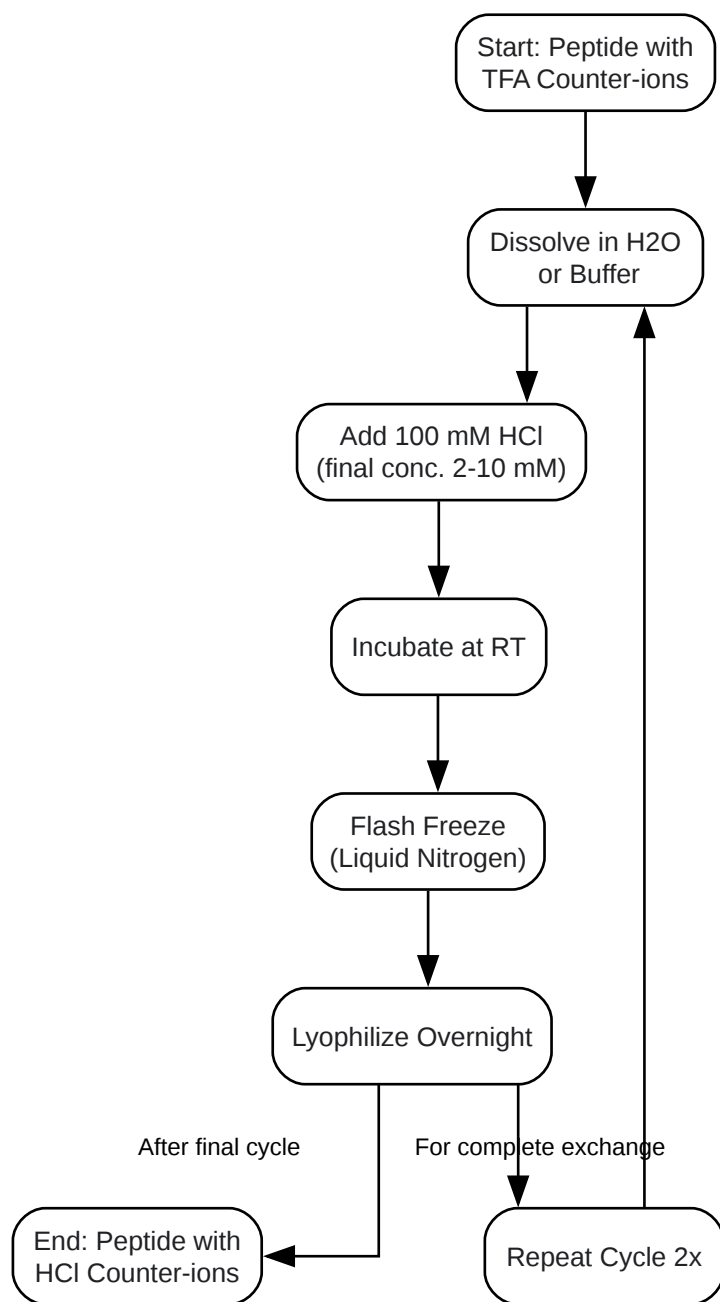 Start: Peptide with
TFA Counter-ions
Dissolve in H2O
or Buffer
Add 100 mM HCl
(final conc. 2-10 mM)
Incubate at RT
Flash Freeze
(Liquid Nitrogen)
Lyophilize Overnight
After final cycle
For complete exchange
End: Peptide with
HCl Counter-ions
Repeat Cycle 2x